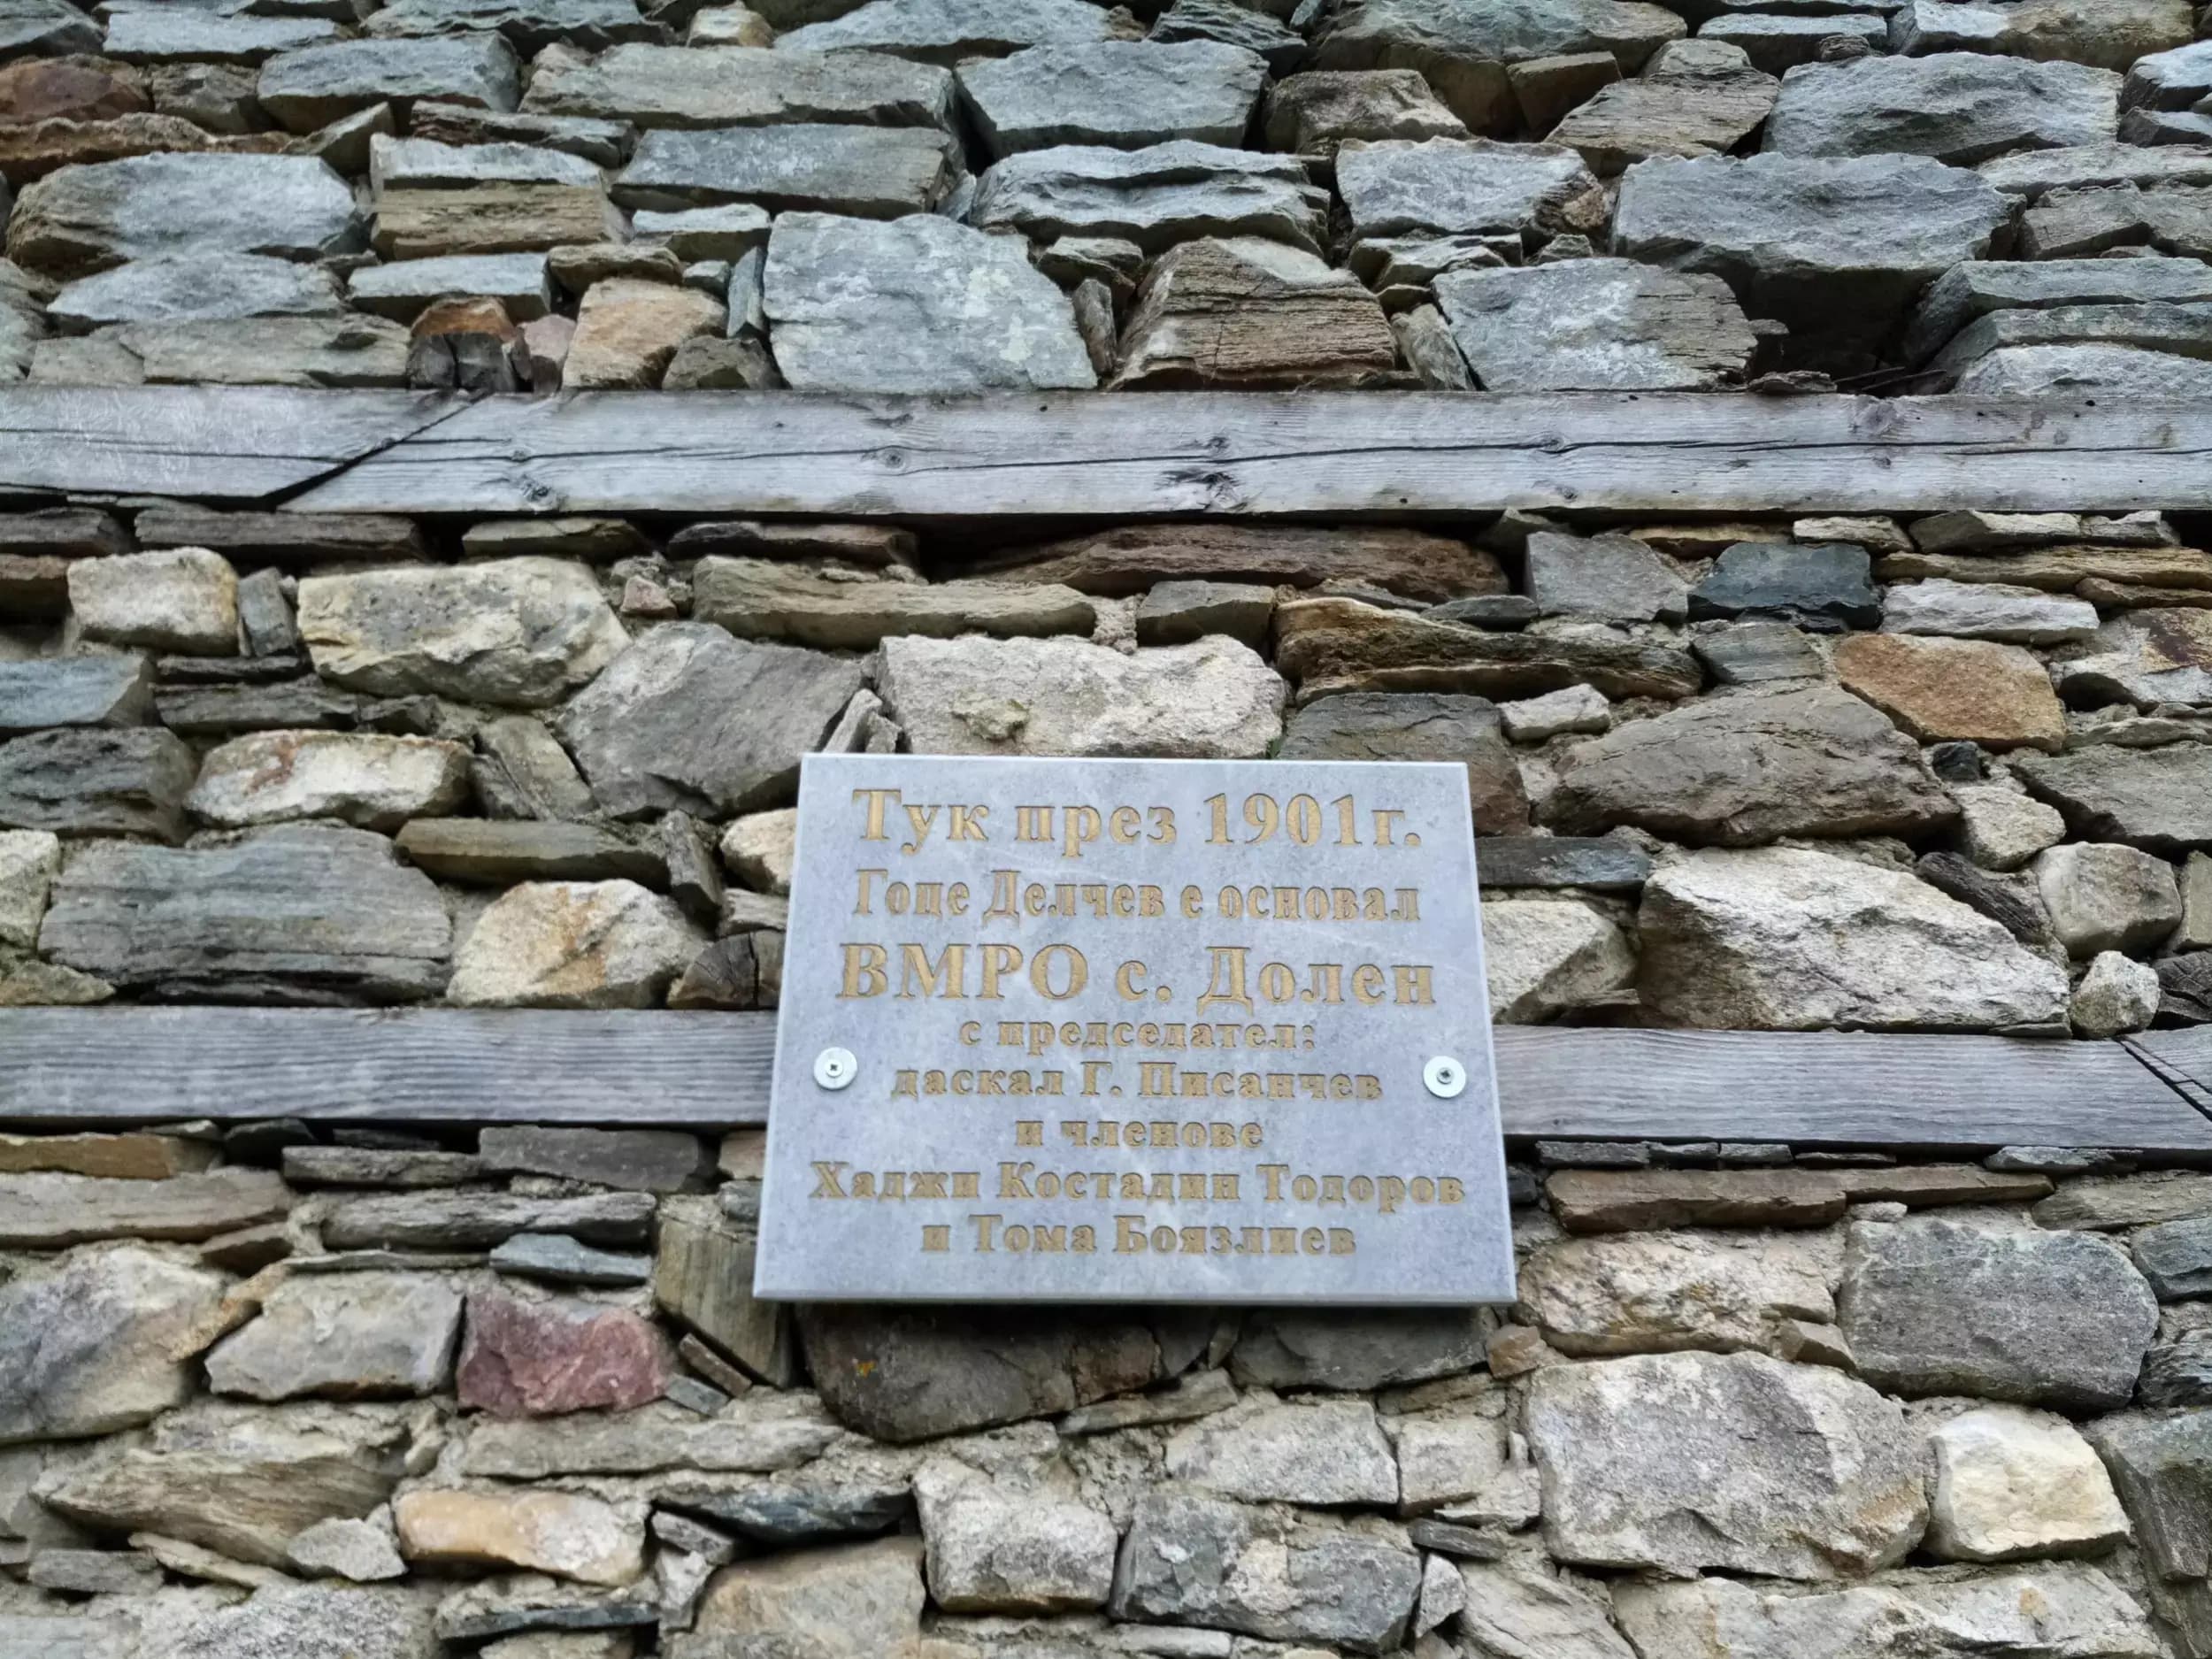 Тук през 1901г.
Гоце Делчев е основал
ВМРО с. Долен
с председател:
даскал Г. Писанчев
и членове
Хаджи Костадин Тодоров
и Тома Боязлиев